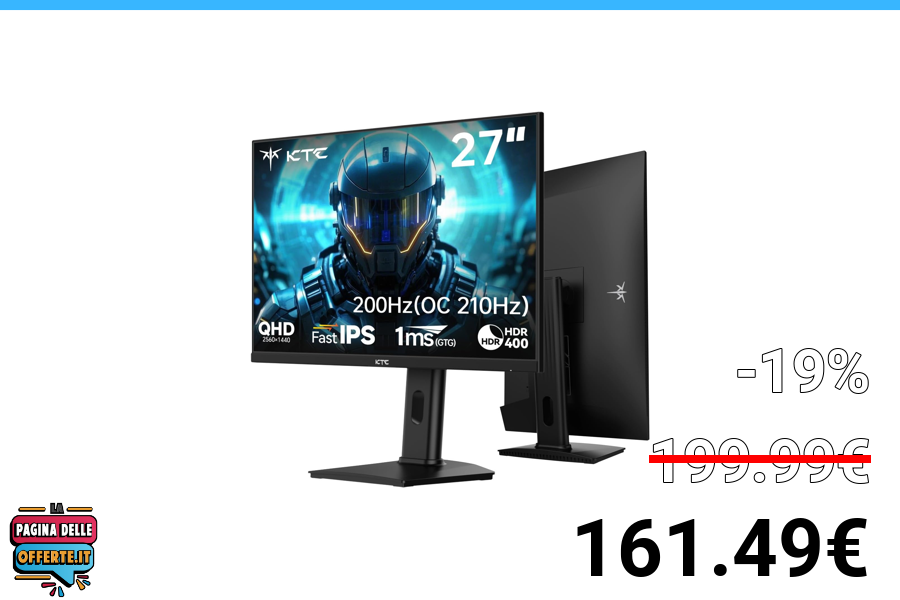 KTC
27"
200Hz(OC 210Hz)
QHD
2560×1440
Fast IPS
1ms(GTG)
HDR
HDR
400
KTC
-19%
199.99€
161.49€
LA
PAGINA DELLE
OFFERTE.IT